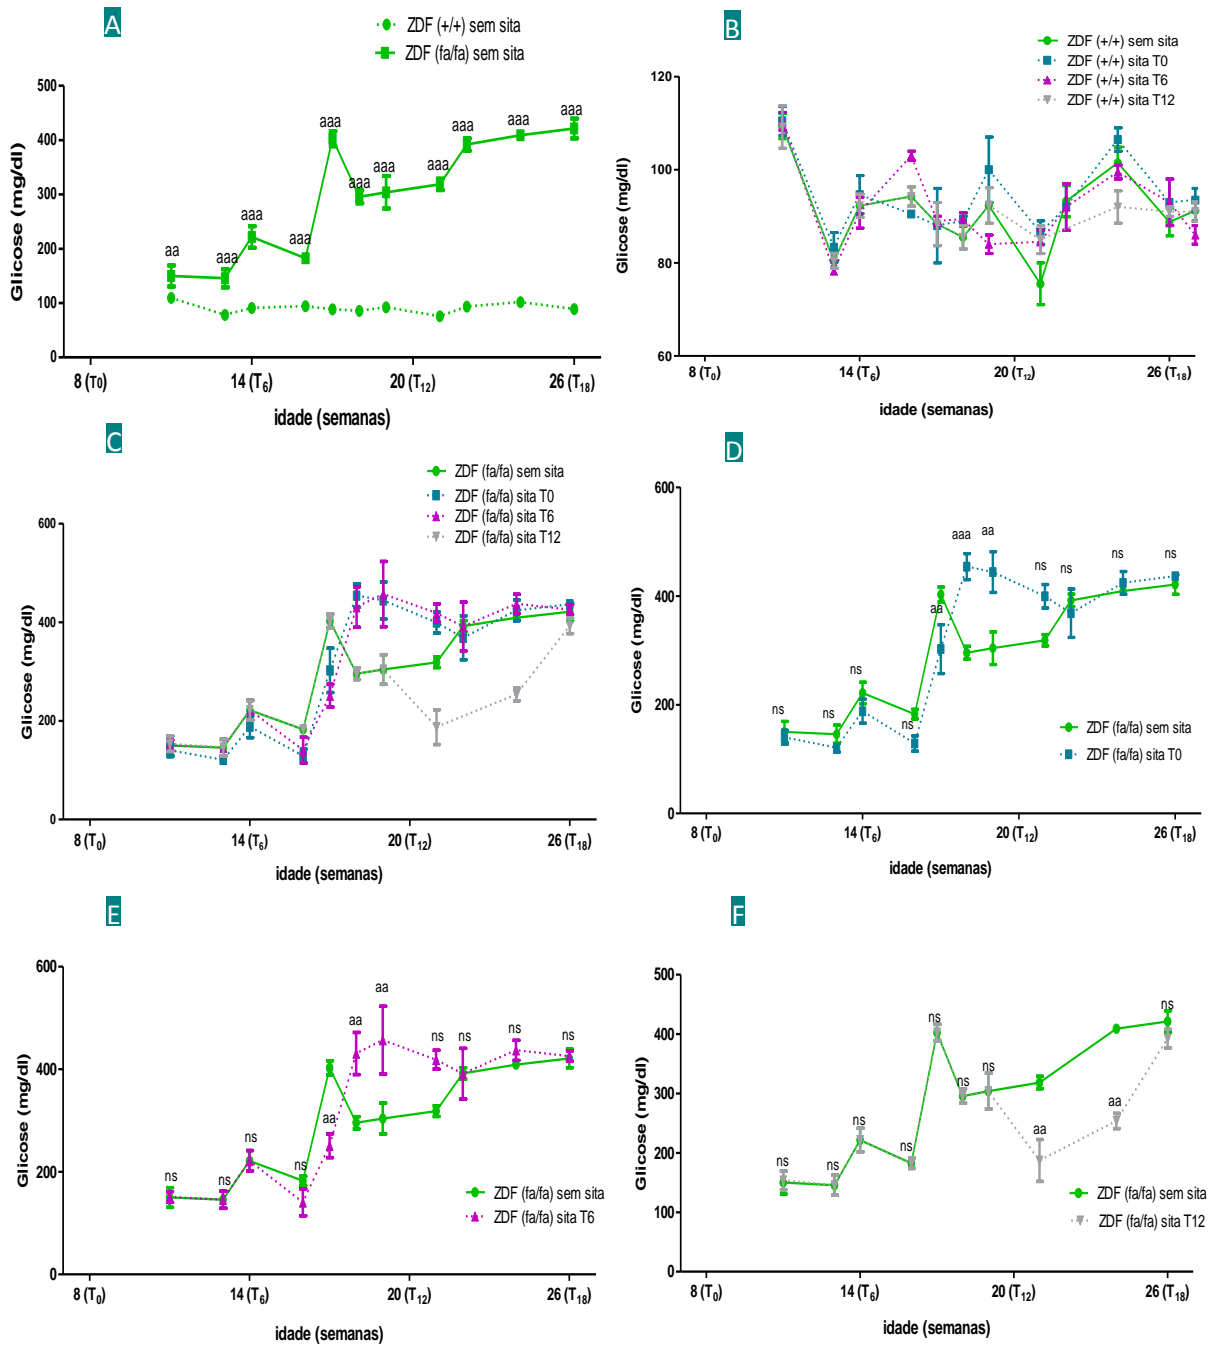 A
ZDF (+/+) sem sita
ZDF (fa/fa) sem sita
500
400
300
200
100
0
Glicose (mg/dl)
aa
aaa
aaa
aaa
aaa
aaa
aaa
aaa
aaa
aaa
aaa
8 (T0)
14 (T6)
20 (T12)
26 (T18)
idade (semanas)
B
ZDF (+/+) sem sita
ZDF (+/+) sita T0
ZDF (+/+) sita T6
ZDF (+/+) sita T12
120
100
80
60
Glicose (mg/dl)
8 (T0)
14 (T6)
20 (T12)
26 (T18)
idade (semanas)
C
ZDF (fa/fa) sem sita
ZDF (fa/fa) sita T0
ZDF (fa/fa) sita T6
ZDF (fa/fa) sita T12
600
400
200
0
Glicose (mg/dl)
8 (T0)
14 (T6)
20 (T12)
26 (T18)
idade (semanas)
D
600
400
200
0
Glicose (mg/dl)
ns
ns
ns
ns
aa
aaa
aa
ns
ns
ns
ns
ZDF (fa/fa) sem sita
ZDF (fa/fa) sita T0
8 (T0)
14 (T6)
20 (T12)
26 (T18)
idade (semanas)
E
600
400
200
0
Glicose (mg/dl)
ns
ns
ns
ns
aa
aa
aa
ns
ns
ns
ns
ZDF (fa/fa) sem sita
ZDF (fa/fa) sita T6
8 (T0)
14 (T6)
20 (T12)
26 (T18)
idade (semanas)
F
500
400
300
200
100
0
Glicose (mg/dl)
ns
ns
ns
ns
ns
ns
ns
aa
aa
ns
ZDF (fa/fa) sem sita
ZDF (fa/fa) sita T12
8 (T0)
14 (T6)
20 (T12)
26 (T18)
idade (semanas)